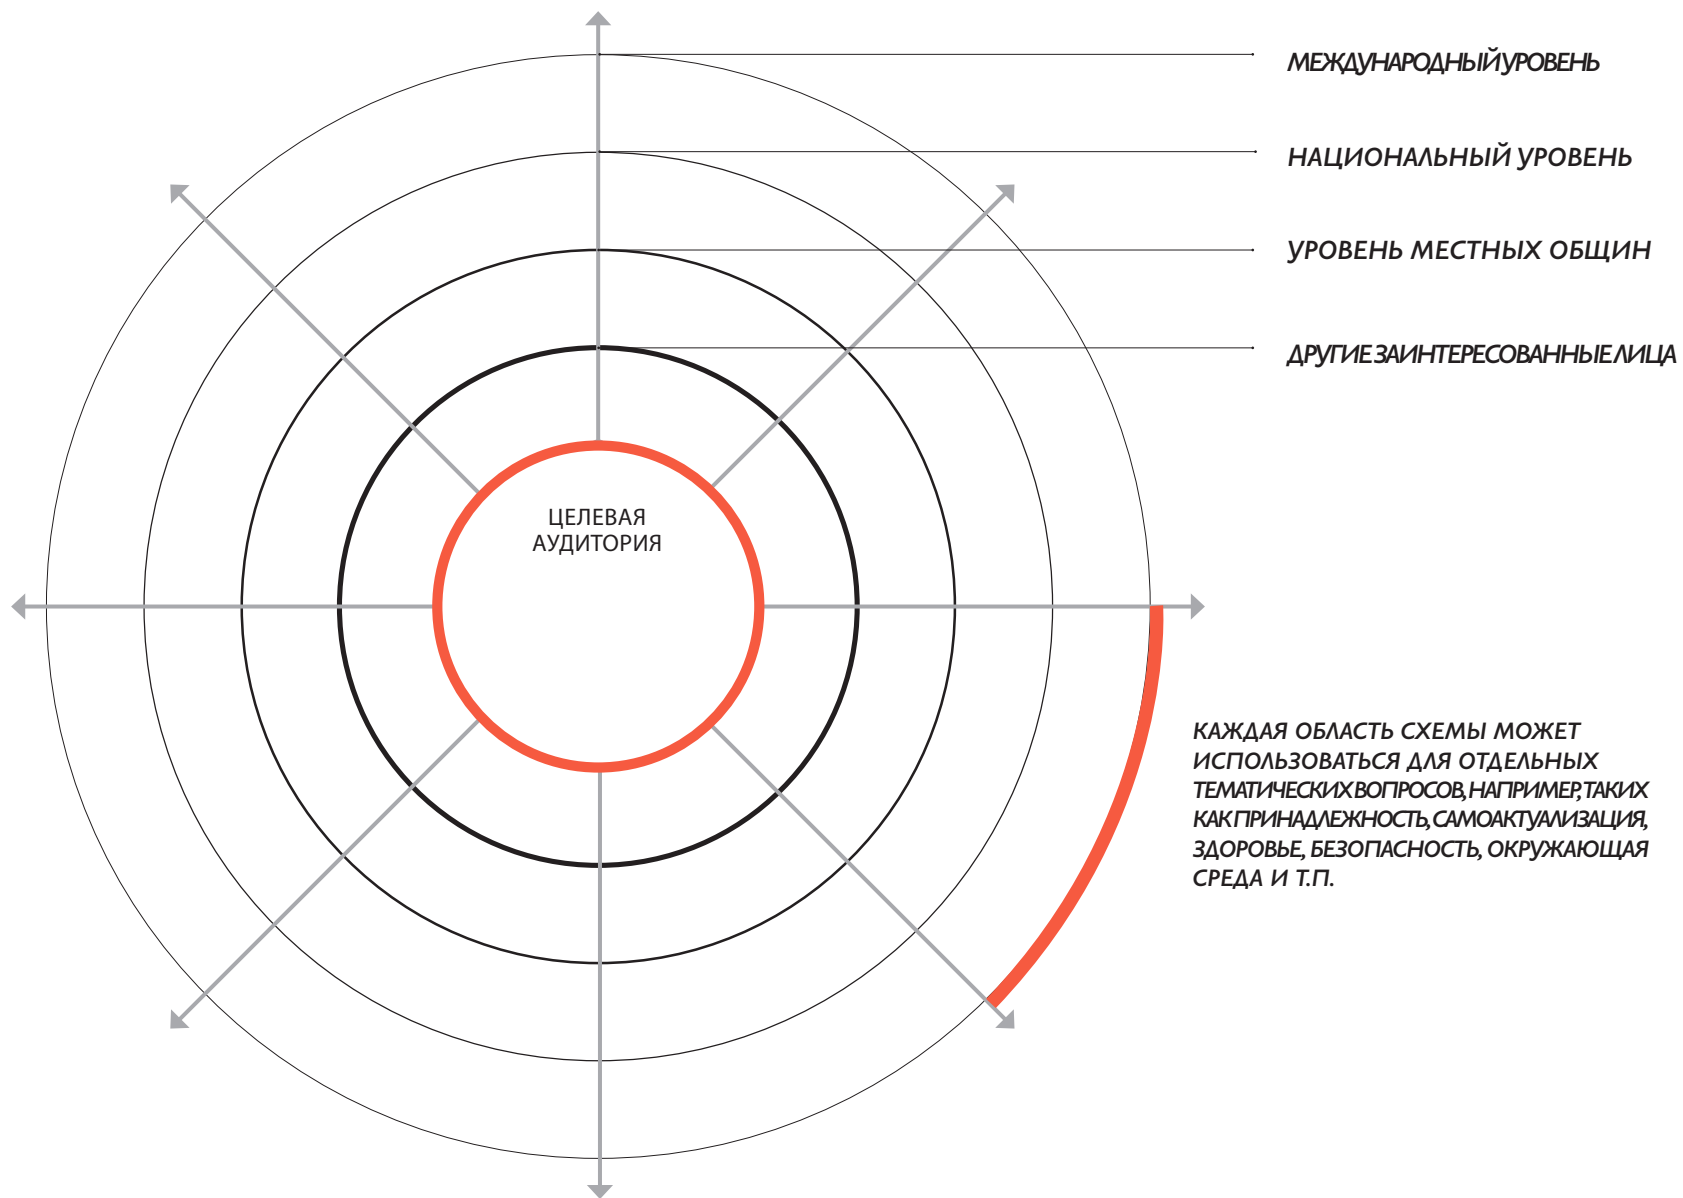 МЕЖДУНАРОДНЫЙ УРОВЕНЬ
НАЦИОНАЛЬНЫЙ УРОВЕНЬ
УРОВЕНЬ МЕСТНЫХ ОБЩИН
ДРУГИЕ ЗАИНТЕРЕСОВАННЫЕ ЛИЦА
ЦЕЛЕВАЯ
АУДИТОРИЯ
КАЖДАЯ ОБЛАСТЬ СХЕМЫ МОЖЕТ
ИСПОЛЬЗОВАТЬСЯ ДЛЯ ОТДЕЛЬНЫХ
ТЕМАТИЧЕСКИХ ВОПРОСОВ, НАПРИМЕР, ТАКИХ
КАК ПРИНАДЛЕЖНОСТЬ, САМОАКТУАЛИЗАЦИЯ,
ЗДОРОВЬЕ, БЕЗОПАСНОСТЬ, ОКРУЖАЮЩАЯ
СРЕДА И Т.П.